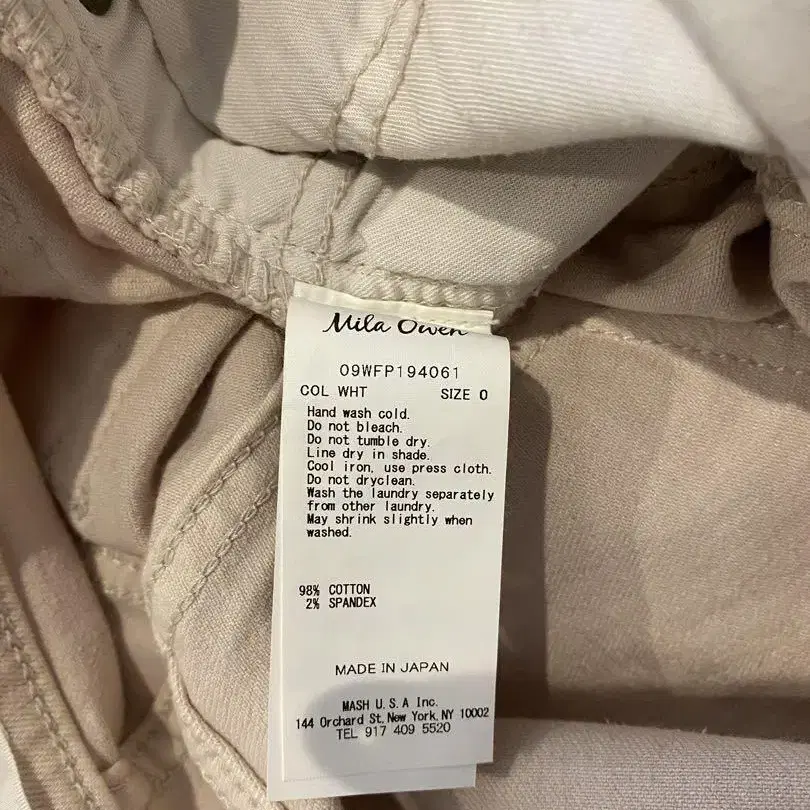 Mila Owen
09WFP194061
COL WHT SIZE 0
Hand wash cold.
Do not bleach.
Do not tumble dry.
Line dry in shade.
Cool iron, use press cloth.
Do not dryclean.
Wash the laundry separately
from other laundry.
May shrink slightly when
washed.
98% COTTON
2% SPANDEX
MADE IN JAPAN
MASH U.S.A Inc.
144 Orchard St, New York, NY 10002
TEL 917 409 5520